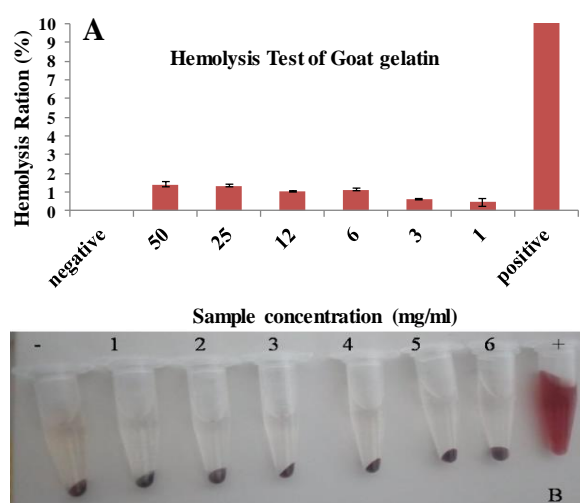 A
Hemolysis Test of Goat gelatin
Hemolysis Ration (%)
10
9
8
7
6
5
4
3
2
1
0
negative 50 25 12 6 3 1 positive
Sample concentration (mg/ml)
- 1 2 3 4 5 6 +
B